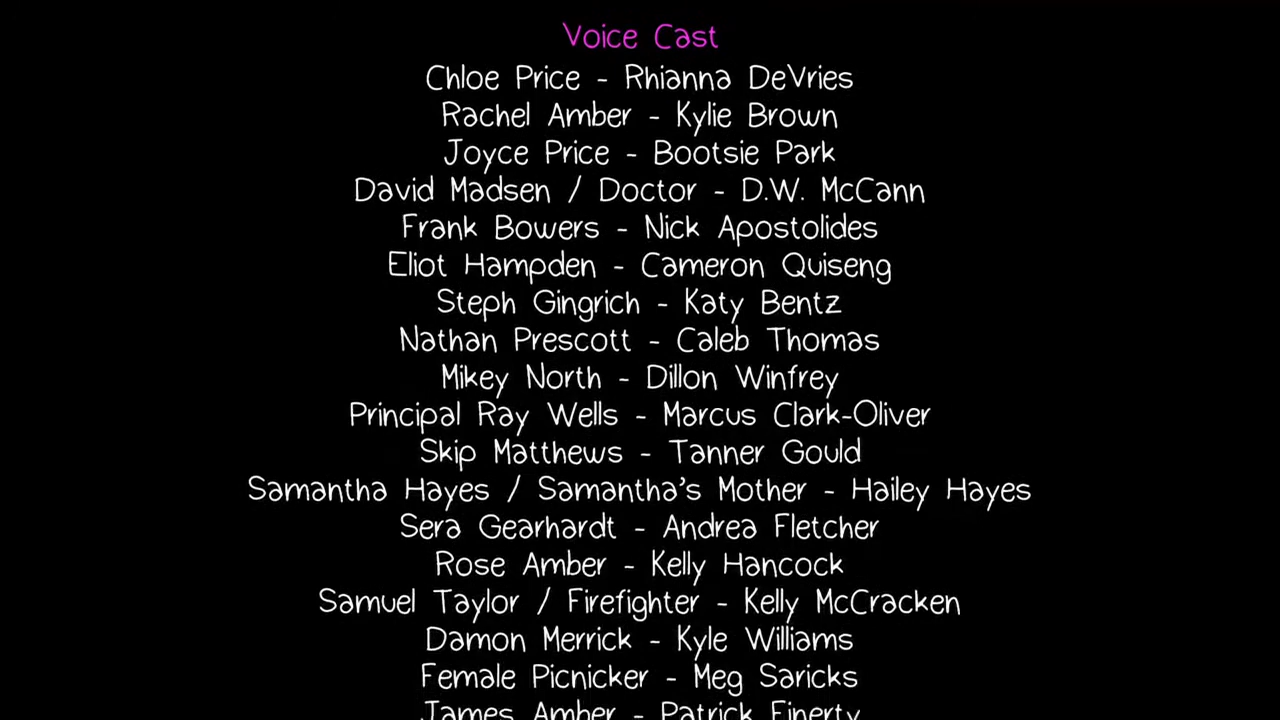 Voice Cast
Chloe Price - Rhianna DeVries
Rachel Amber - Kylie Brown
Joyce Price - Bootsie Park
David Madsen / Doctor - D.W. McCann
Frank Bowers - Nick Apostolides
Eliot Hampden - Cameron Quiseng
Steph Gingrich - Katy Bentz
Nathan Prescott - Caleb Thomas
Mikey North - Dillon Winfrey
Principal Ray Wells - Marcus Clark-Oliver
Skip Matthews - Tanner Gould
Samantha Hayes / Samantha's Mother - Hailey Hayes
Sera Gearhardt - Andrea Fletcher
Rose Amber - Kelly Hancock
Samuel Taylor / Firefighter - Kelly McCracken
Damon Merrick - Kyle Williams
Female Picnicker - Meg Saricks
James Amber - Patrick Finerty